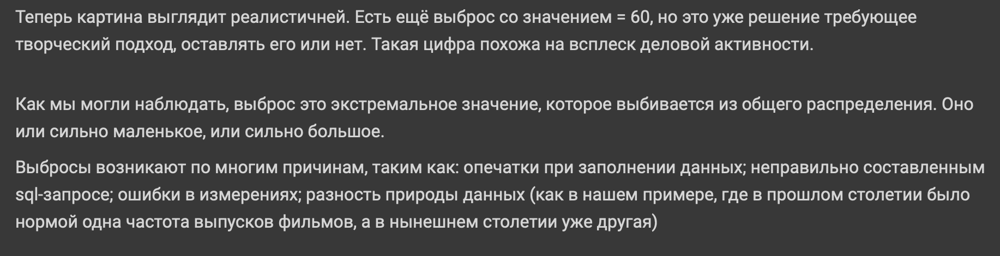 Теперь картина выглядит реалистичней. Есть ещё выброс со значением = 60, но это уже решение требующее
творческий подход, оставлять его или нет. Такая цифра похожа на всплеск деловой активности.
Как мы могли наблюдать, выброс это экстремальное значение, которое выбивается из общего распределения. Оно
или сильно маленькое, или сильно большое.
Выбросы возникают по многим причинам, таким как: опечатки при заполнении данных; неправильно составленным
sql-запросе; ошибки в измерениях; разность природы данных (как в нашем примере, где в прошлом столетии было
нормой одна частота выпусков фильмов, а в нынешнем столетии уже другая)